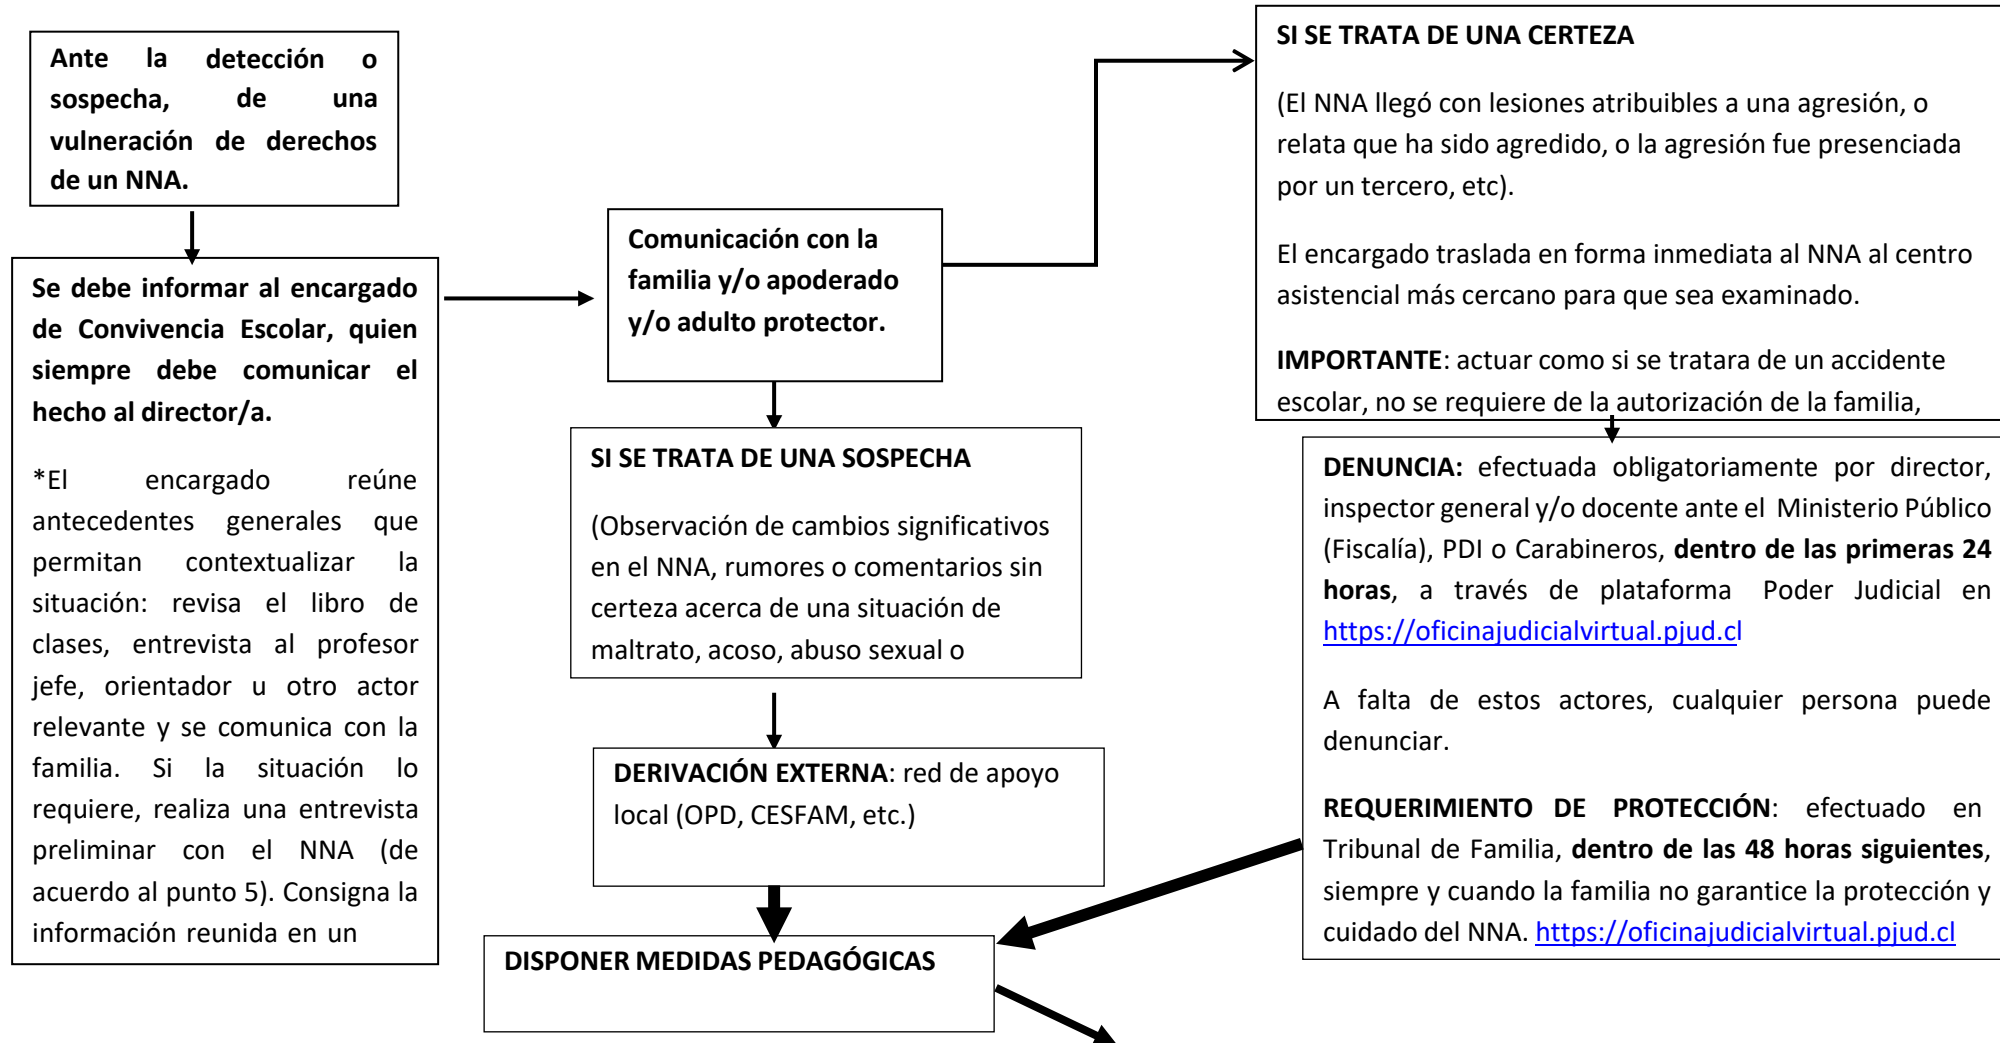 Ante la detección o
sospecha, de una
vulneración de derechos
de un NNA.
Se debe informar al encargado
de Convivencia Escolar, quien
siempre debe comunicar el
hecho al director/a.
*El encargado reúne
antecedentes generales que
permitan contextualizar la
situación: revisa el libro de
clases, entrevista al profesor
jefe, orientador u otro actor
relevante y se comunica con la
familia. Si la situación lo
requiere, realiza una entrevista
preliminar con el NNA (de
acuerdo al punto 5). Consigna la
información reunida en un
Comunicación con la
familia y/o apoderado
y/o adulto protector.
SI SE TRATA DE UNA SOSPECHA
(Observación de cambios significativos
en el NNA, rumores o comentarios sin
certeza acerca de una situación de
maltrato, acoso, abuso sexual o
DERIVACIÓN EXTERNA: red de apoyo
local (OPD, CESFAM, etc.)
DISPONER MEDIDAS PEDAGÓGICAS
SI SE TRATA DE UNA CERTEZA
(El NNA llegó con lesiones atribuibles a una agresión, o
relata que ha sido agredido, o la agresión fue presenciada
por un tercero, etc).
El encargado traslada en forma inmediata al NNA al centro
asistencial más cercano para que sea examinado.
IMPORTANTE: actuar como si se tratara de un accidente
escolar, no se requiere de la autorización de la familia,
DENUNCIA: efectuada obligatoriamente por director,
inspector general y/o docente ante el Ministerio Público
(Fiscalía), PDI o Carabineros, dentro de las primeras 24
horas, a través de plataforma Poder Judicial en
https://oficinajudicialvirtual.pjud.cl
A falta de estos actores, cualquier persona puede
denunciar.
REQUERIMIENTO DE PROTECCIÓN: efectuado en
Tribunal de Familia, dentro de las 48 horas siguientes,
siempre y cuando la familia no garantice la protección y
cuidado del NNA. https://oficinajudicialvirtual.pjud.cl